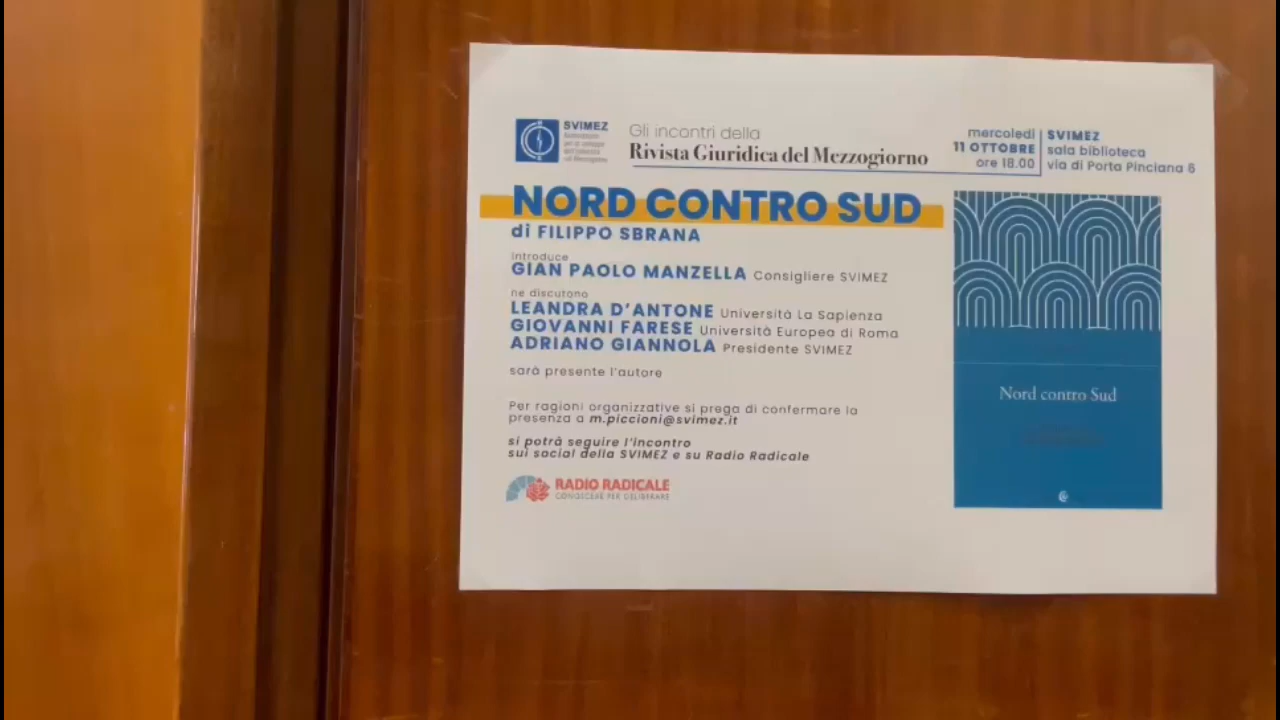 SVIMEZ
Gli incontri della
Rivista Giuridica del Mezzogiorno
mercoledì
11 OTTOBRE
ore 18.00
SVIMEZ
sala biblioteca
via di Porta Pinciana 6
NORD CONTRO SUD
di FILIPPO SBRANA
introduce
GIAN PAOLO MANZELLA Consigliere SVIMEZ
ne discutono
LEANDRA D'ANTONE Università La Sapienza
GIOVANNI FARESE Università Europea di Roma
ADRIANO GIANNOLA Presidente SVIMEZ
sarà presente l'autore
Per ragioni organizzative si prega di confermare la
presenza a m.piccioni@svimez.it
si potrà seguire l'incontro
sui social della SVIMEZ e su Radio Radicale
RADIO RADICALE
CONOSCERE PER DELIBERARE
Nord contro Sud